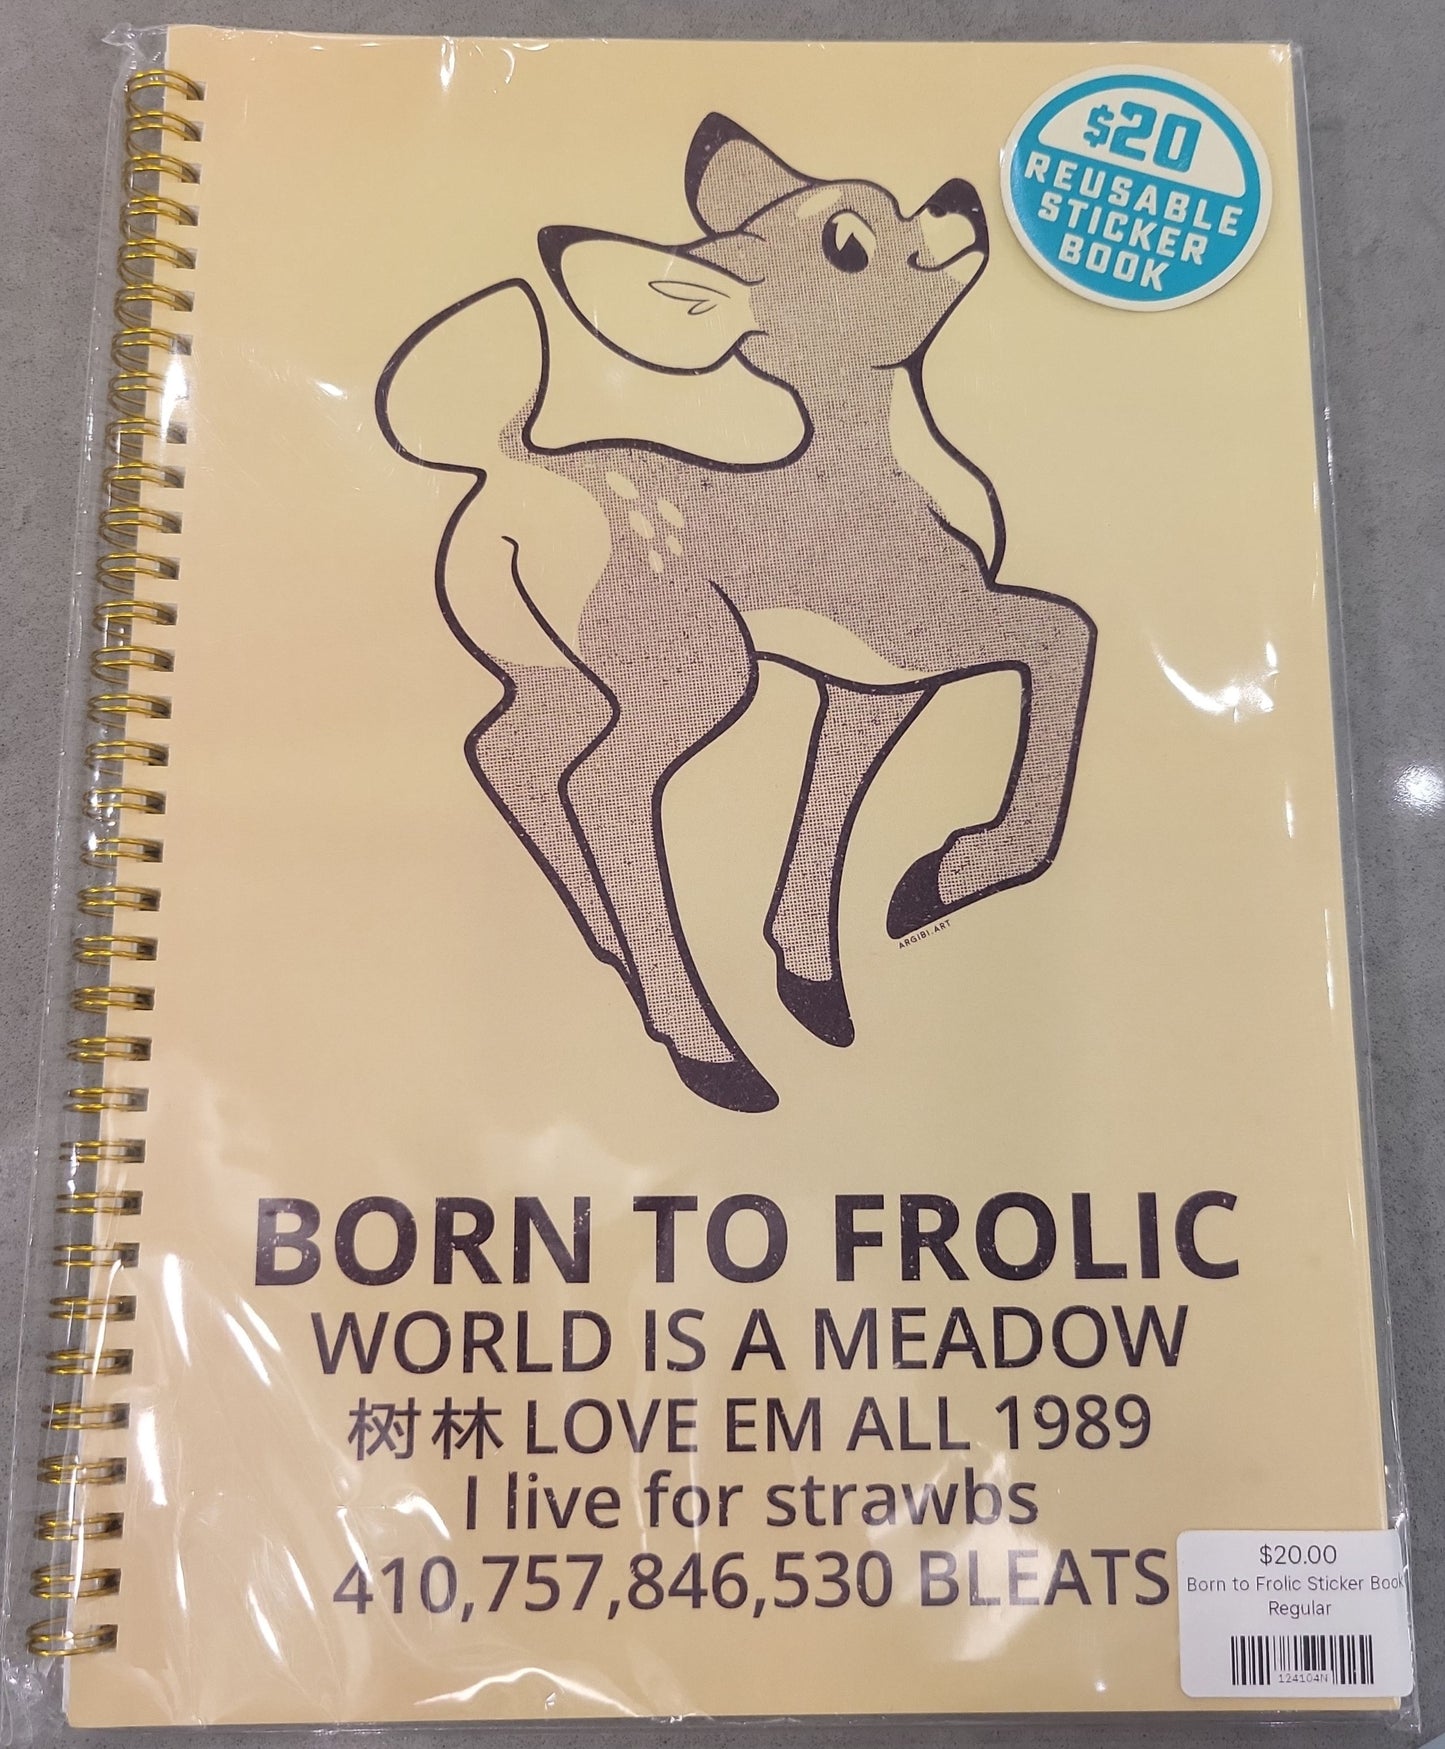 $20
REUSABLE
STICKER
BOOK
ARGIBI.ART
BORN TO FROLIC
WORLD IS A MEADOW
树林 LOVE EM ALL 1989
I live for strawbs
410,757,846,530 BLEATS
$20.00
Born to Frolic Sticker Book
Regular
124104N